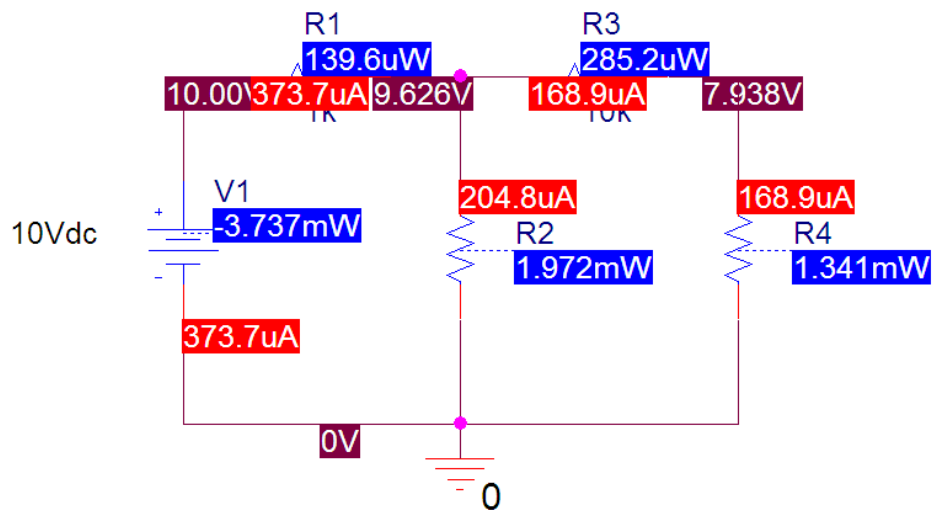 R1
139.6uW
R3
285.2uW
10.00V
373.7uA
9.626V
168.9uA
7.938V
1k
10k
V1
-3.737mW
10Vdc
+
-
204.8uA
R2
1.972mW
168.9uA
R4
1.341mW
373.7uA
0V
0